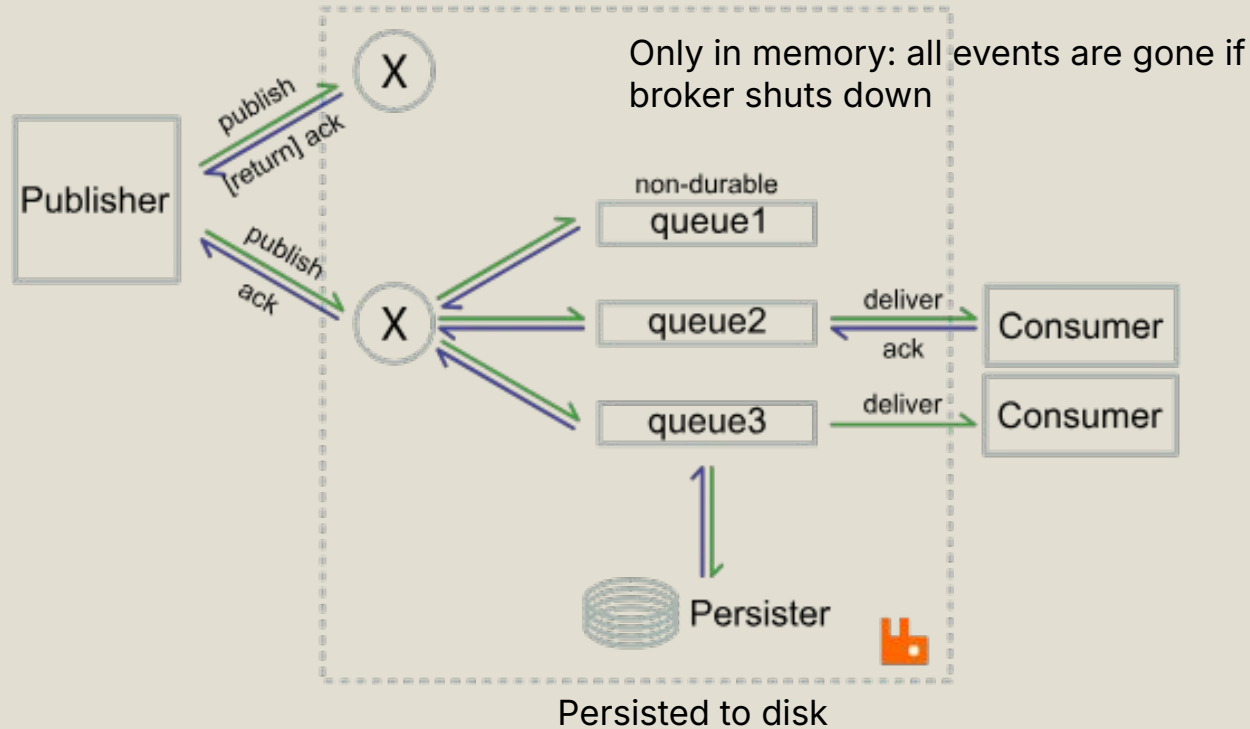 Only in memory: all events are gone if
broker shuts down
X
publish
[return] ack
Publisher
non-durable
queue1
publish
ack
X
queue2
deliver
ack
Consumer
queue3
deliver
Consumer
Persister
Persisted to disk